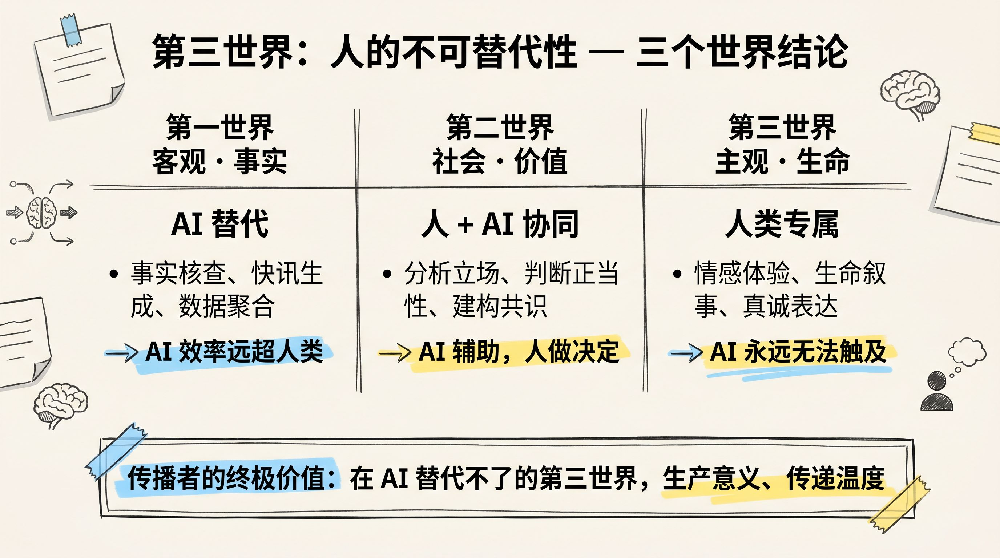 第三世界：人的不可替代性 — 三个世界结论
第一世界
客观·事实
第二世界
社会·价值
第三世界
主观·生命
AI 替代
• 事实核查、快讯生
成、数据聚合
→ AI 效率远超人类
人 + AI 协同
• 分析立场、判断正当
性、建构共识
→ AI 辅助，人做决定
人类专属
• 情感体验、生命叙
事、真诚表达
→ AI 永远无法触及
传播者的终极价值：在 AI 替代不了的第三世界，生产意义、传递温度